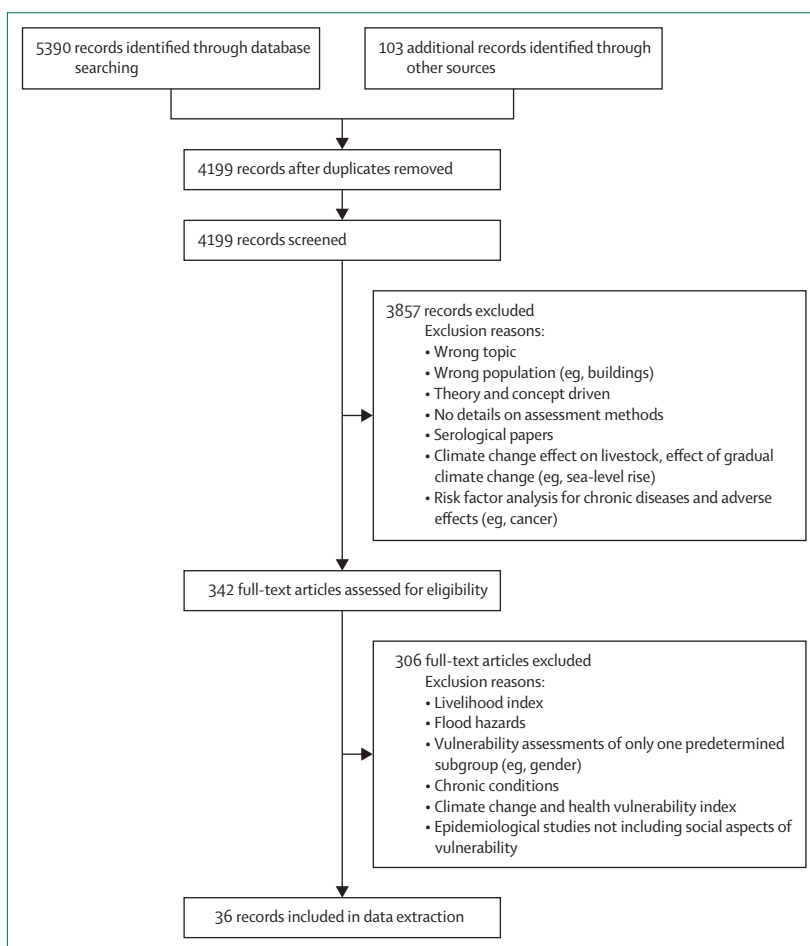 5390 records identified through database
searching
103 additional records identified through
other sources
4199 records after duplicates removed
4199 records screened
3857 records excluded
Exclusion reasons:
• Wrong topic
• Wrong population (eg, buildings)
• Theory and concept driven
• No details on assessment methods
• Serological papers
• Climate change effect on livestock, effect of gradual
climate change (eg, sea-level rise)
• Risk factor analysis for chronic diseases and adverse
effects (eg, cancer)
342 full-text articles assessed for eligibility
306 full-text articles excluded
Exclusion reasons:
• Livelihood index
• Flood hazards
• Vulnerability assessments of only one predetermined
subgroup (eg, gender)
• Chronic conditions
• Climate change and health vulnerability index
• Epidemiological studies not including social aspects of
vulnerability
36 records included in data extraction